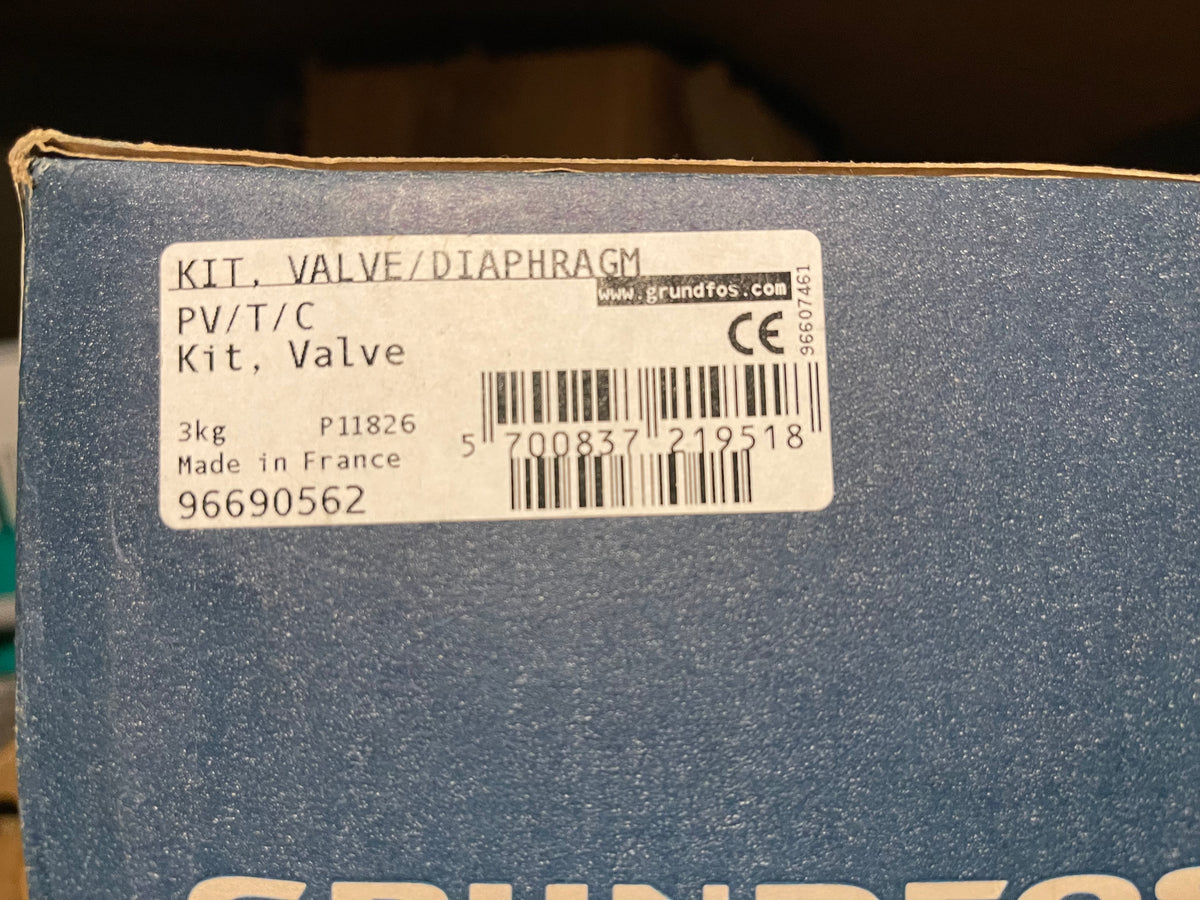 KIT, VALVE/DIAPHRAGM
www.grundfos.com
PV/T/C
Kit, Valve
CE
96607461
3kg P11826
Made in France
96690562
5 700837 219518
GRUNDFOS